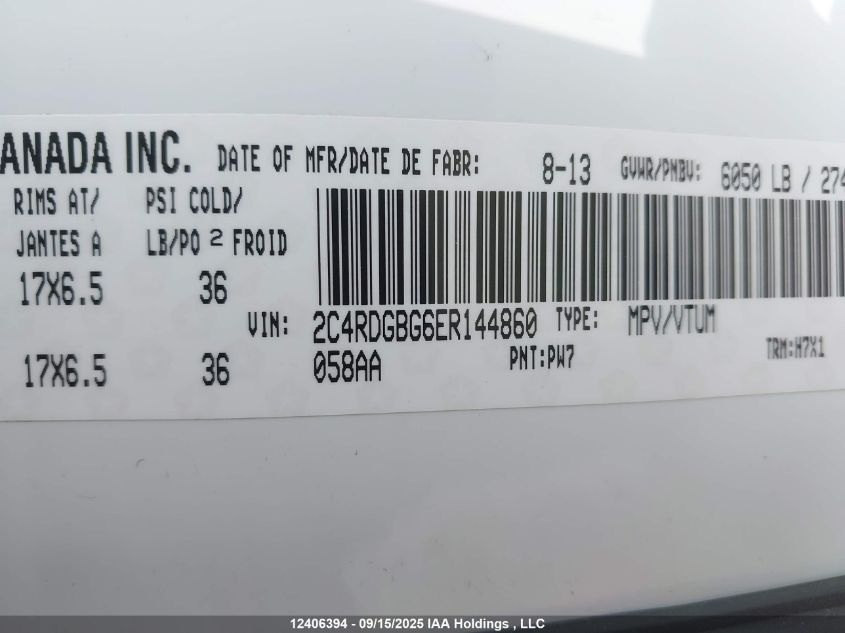 ANADA INC. DATE OF MFR/DATE DE FABR: 8-13 GVWR/PNBV: 6050 LB / 274
RIMS AT/ PSI COLD/
JANTES A LB/PO 2 FROID
17X6.5 36
VIN: 2C4RDGBG6ER144860 TYPE: MPV/VTUM
17X6.5 36 058AA PNT:PW7 TRM:H7X1
12406394 - 09/15/2025 IAA Holdings , LLC